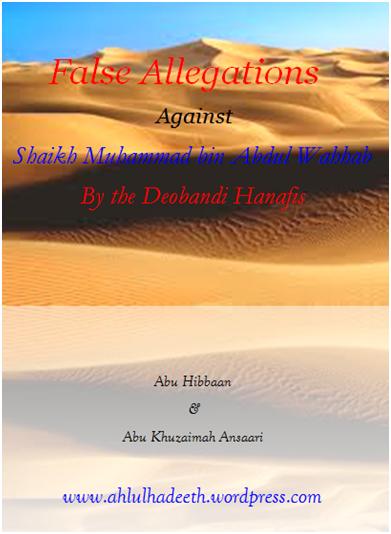 False Allegations
Against
Shaikh Muhammad bin Abdul Wahhab
By the Deobandi Hanafis
Abu Hibbaan
&
Abu Khuzaimah Ansaari
www.ahlulhadeeth.wordpress.com